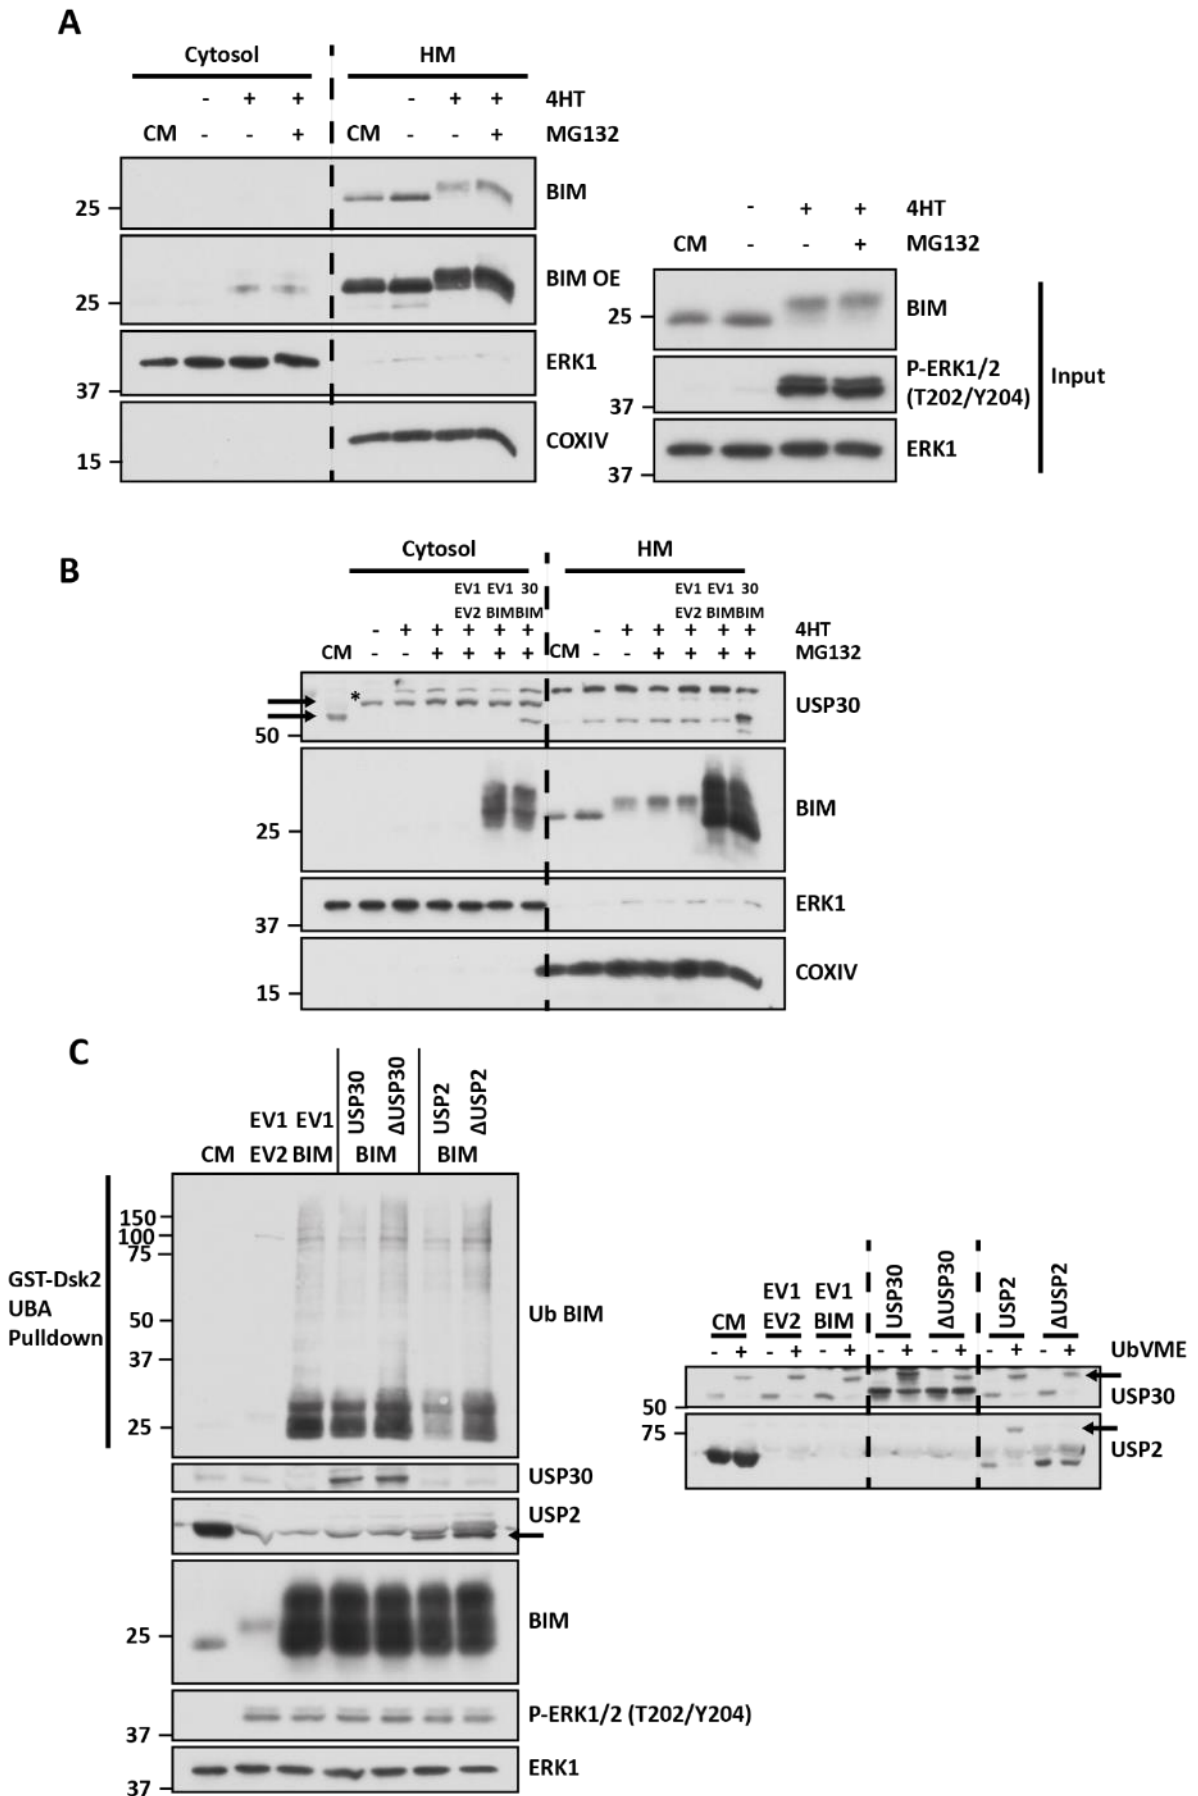 A
Cytosol HM
- + + - + + 4HT
CM - - + CM - - + MG132
BIM
25
BIM OE
25
ERK1
37
COXIV
15
- + + 4HT
CM - - + MG132
BIM
25
P-ERK1/2
(T202/Y204)
37
ERK1
37
Input
B
Cytosol HM
EV1 EV1 30 EV1 EV1 30
EV2 BIM BIM EV2 BIM BIM
- + + + + + - + + + + + 4HT
CM - - + + + + CM - - + + + + MG132
*
USP30
50
BIM
25
ERK1
37
COXIV
15
C
USP30 ΔUSP30 USP2 ΔUSP2
EV1 EV1
CM EV2 BIM BIM BIM
150
100
75
50
37
25
GST-Dsk2
UBA
Pulldown
Ub BIM
USP30
USP2
BIM
25
P-ERK1/2 (T202/Y204)
37
ERK1
37
USP30 ΔUSP30 USP2 ΔUSP2
EV1 EV1
CM EV2 BIM
- + - + - + - + - + - + - + UbVME
USP30
50
75
USP2